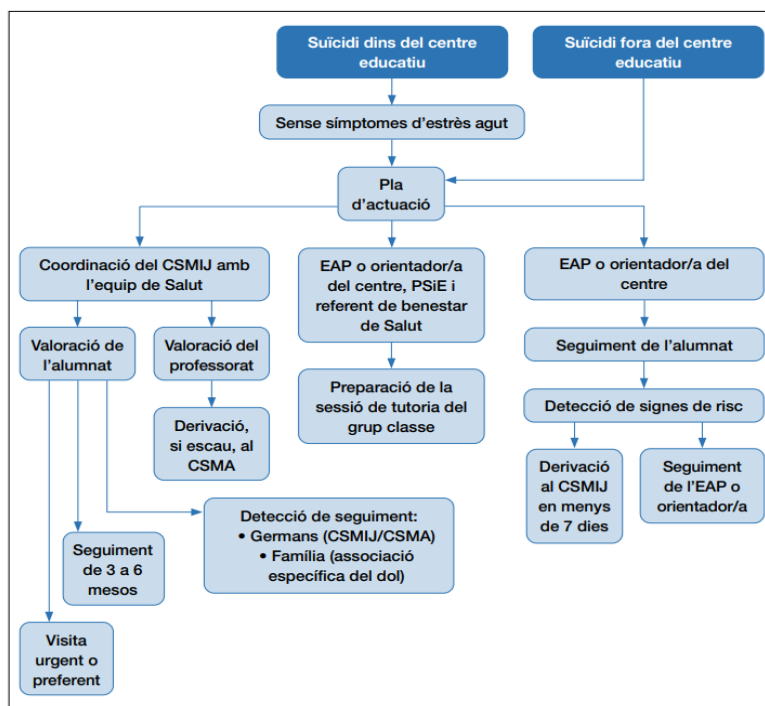 Suïcidi dins del centre
educatiu
Suïcidi fora del centre
educatiu
Sense símptomes d'estrès agut
Pla
d'actuació
Coordinació del CSMIJ amb
l'equip de Salut
EAP o orientador/a
del centre, PSiE i
referent de benestar
de Salut
EAP o orientador/a del
centre
Valoració de
l'alumnat
Valoració del
professorat
Seguiment de l'alumnat
Preparació de la
sessió de tutoria del
grup classe
Detecció de signes de risc
Derivació,
si escau, al
CSMA
Derivació
al CSMIJ
en menys
de 7 dies
Seguiment
de l'EAP o
orientador/a
Detecció de seguiment:
• Germans (CSMIJ/CSMA)
• Família (associació
específica del dol)
Seguiment
de 3 a 6
mesos
Visita
urgent o
preferent